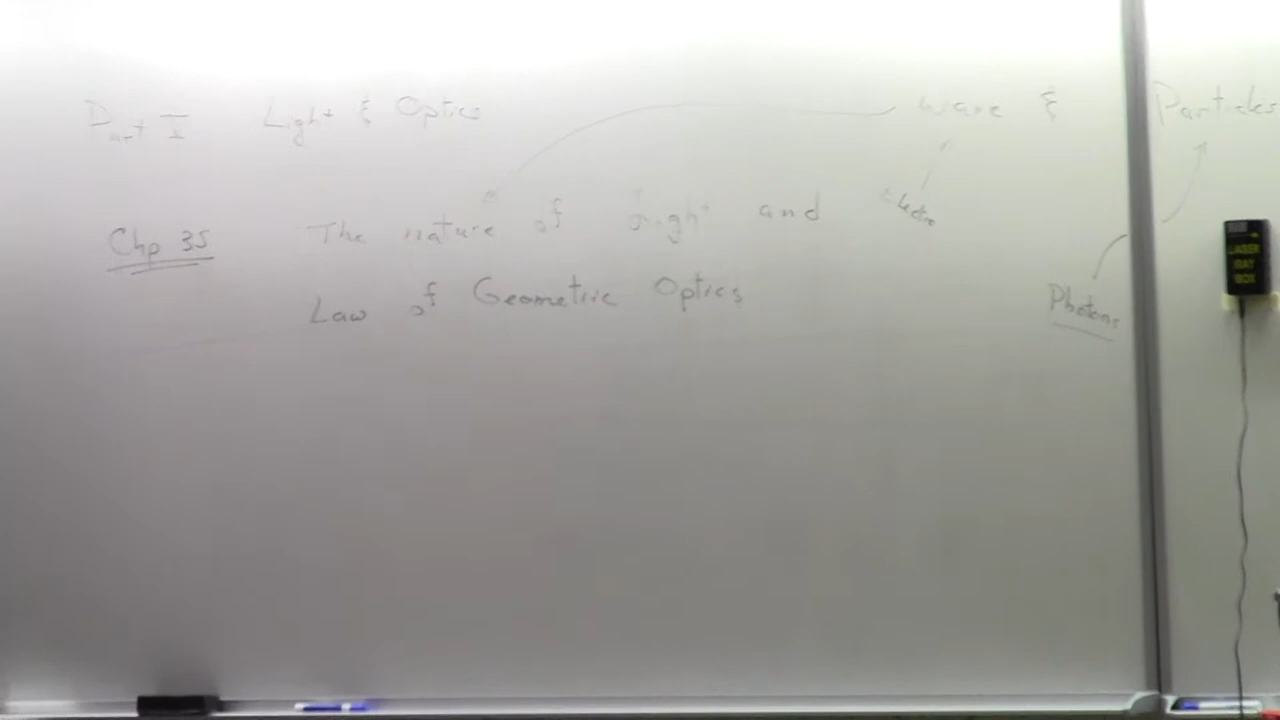 Part I Light & Optics wave & Particles
Chp 35 The nature of light and electro
Law of Geometric Optics
Photons
LASER
RAY
BOX